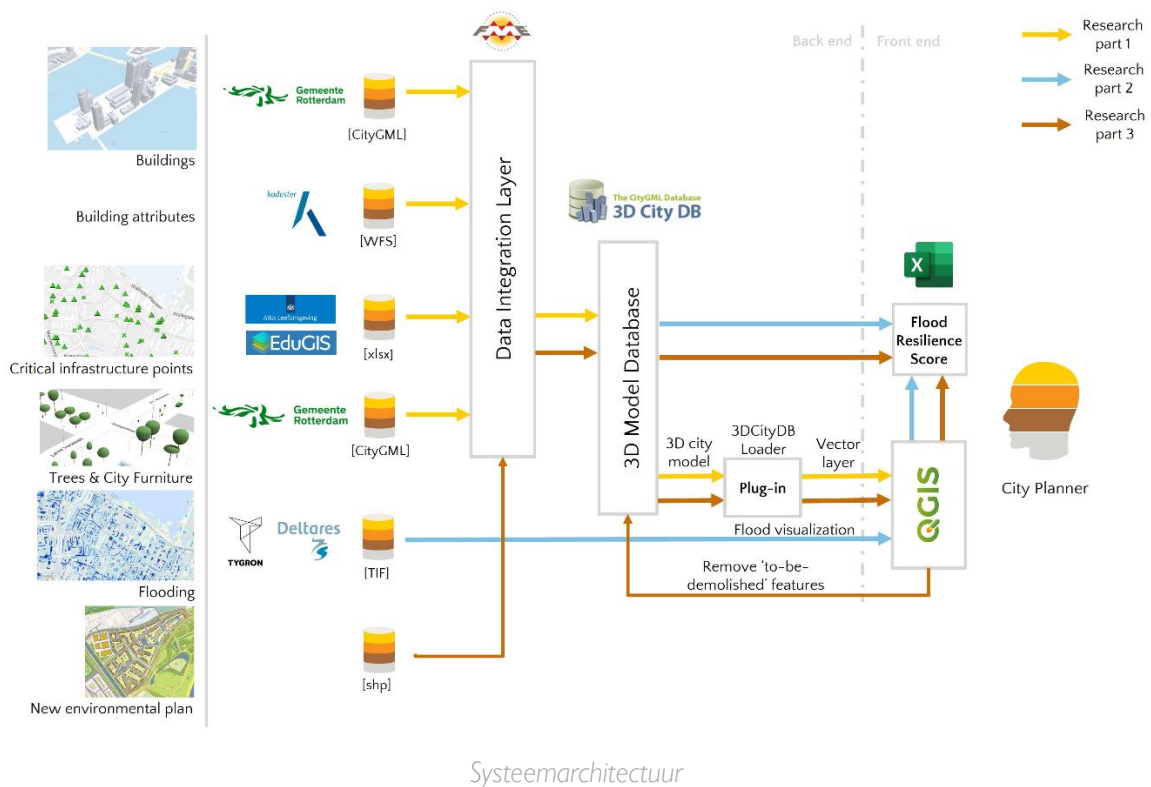 FME
Back end
Front end
Research
part 1
Research
part 2
Research
part 3
Buildings
Gemeente
Rotterdam
[CityGML]
Building attributes
kadaster
[WFS]
Data Integration Layer
The CityGML Database
3D City DB
Critical infrastructure points
Atlas Leefomgeving
EduGIS
[xlsx]
3D Model Database
X
Flood
Resilience
Score
Trees & City Furniture
Gemeente
Rotterdam
[CityGML]
3D city
model
3DCityDB
Loader
Plug-in
Vector
layer
QGIS
City Planner
Flooding
TYGRON
Deltares
[TIF]
Flood visualization
Remove ‘to-be-
demolished’ features
New environmental plan
[shp]
Systeemarchitectuur